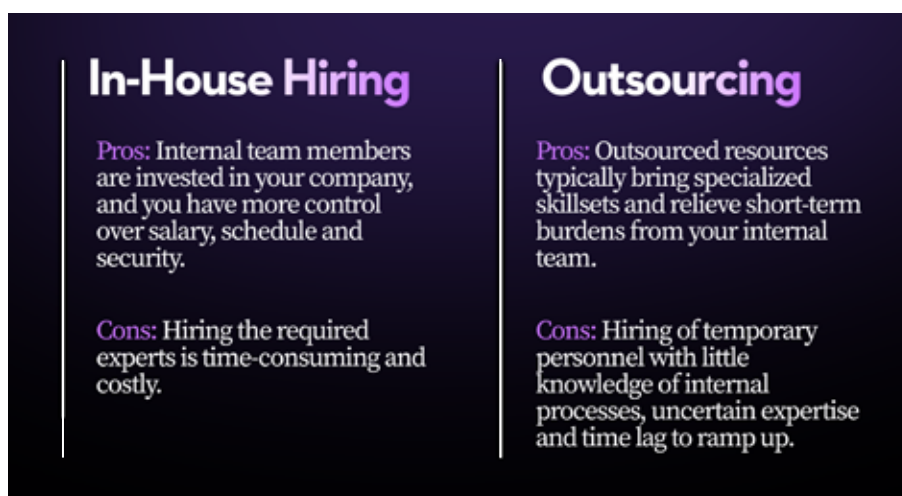 In-House Hiring
Pros: Internal team members
are invested in your company,
and you have more control
over salary, schedule and
security.
Cons: Hiring the required
experts is time-consuming and
costly.
Outsourcing
Pros: Outsourced resources
typically bring specialized
skillsets and relieve short-term
burdens from your internal
team.
Cons: Hiring of temporary
personnel with little
knowledge of internal
processes, uncertain expertise
and time lag to ramp up.